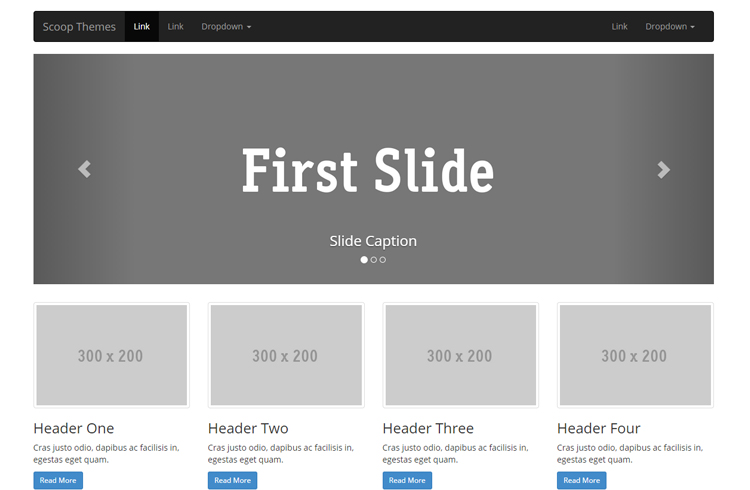 Scoop Themes Link Link Dropdown Link Dropdown
First Slide
Slide Caption
300 x 200 300 x 200 300 x 200 300 x 200
Header One Header Two Header Three Header Four
Cras justo odio, dapibus ac facilisis in, Cras justo odio, dapibus ac facilisis in, Cras justo odio, dapibus ac facilisis in, Cras justo odio, dapibus ac facilisis in,
egestas eget quam. egestas eget quam. egestas eget quam. egestas eget quam.
Read More Read More Read More Read More